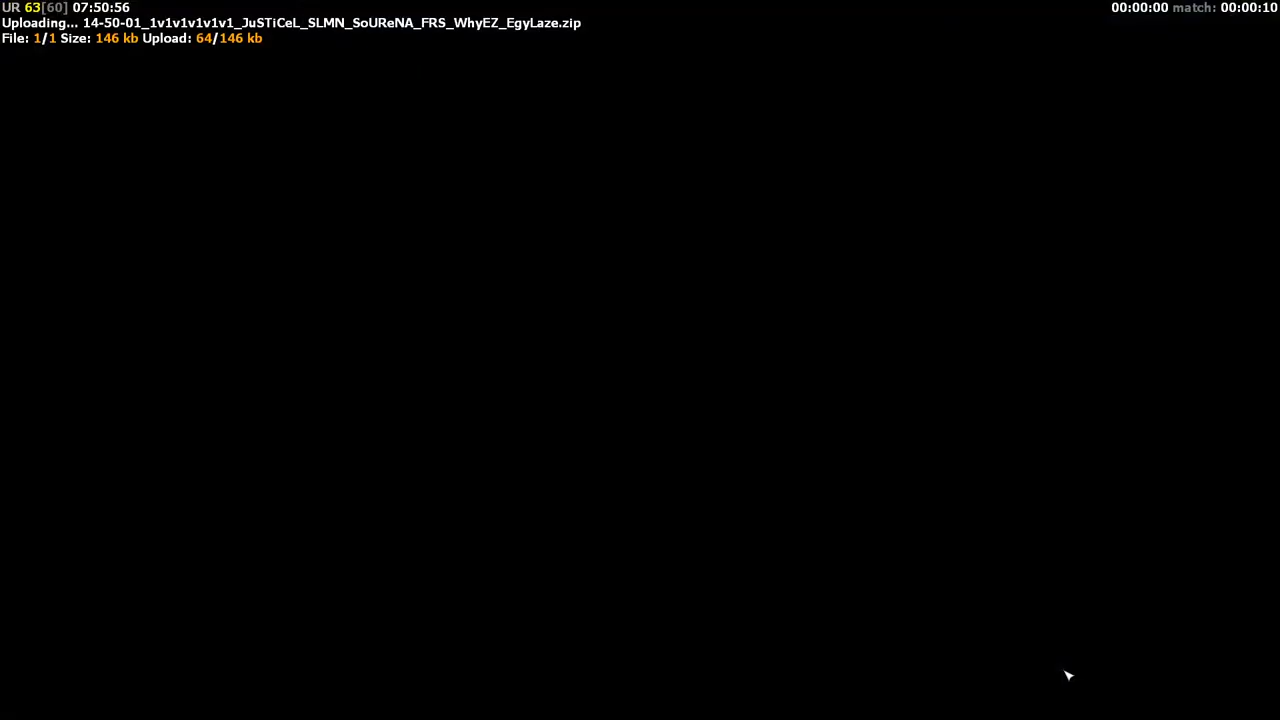 UR 63[60] 07:50:56 00:00:00 match: 00:00:10
Uploading... 14-50-01_1v1v1v1v1v1_JuSTiCeL_SLMN_SoUReNA_FRS_WhyEZ_EgyLaze.zip
File: 1/1 Size: 146 kb Upload: 64/146 kb